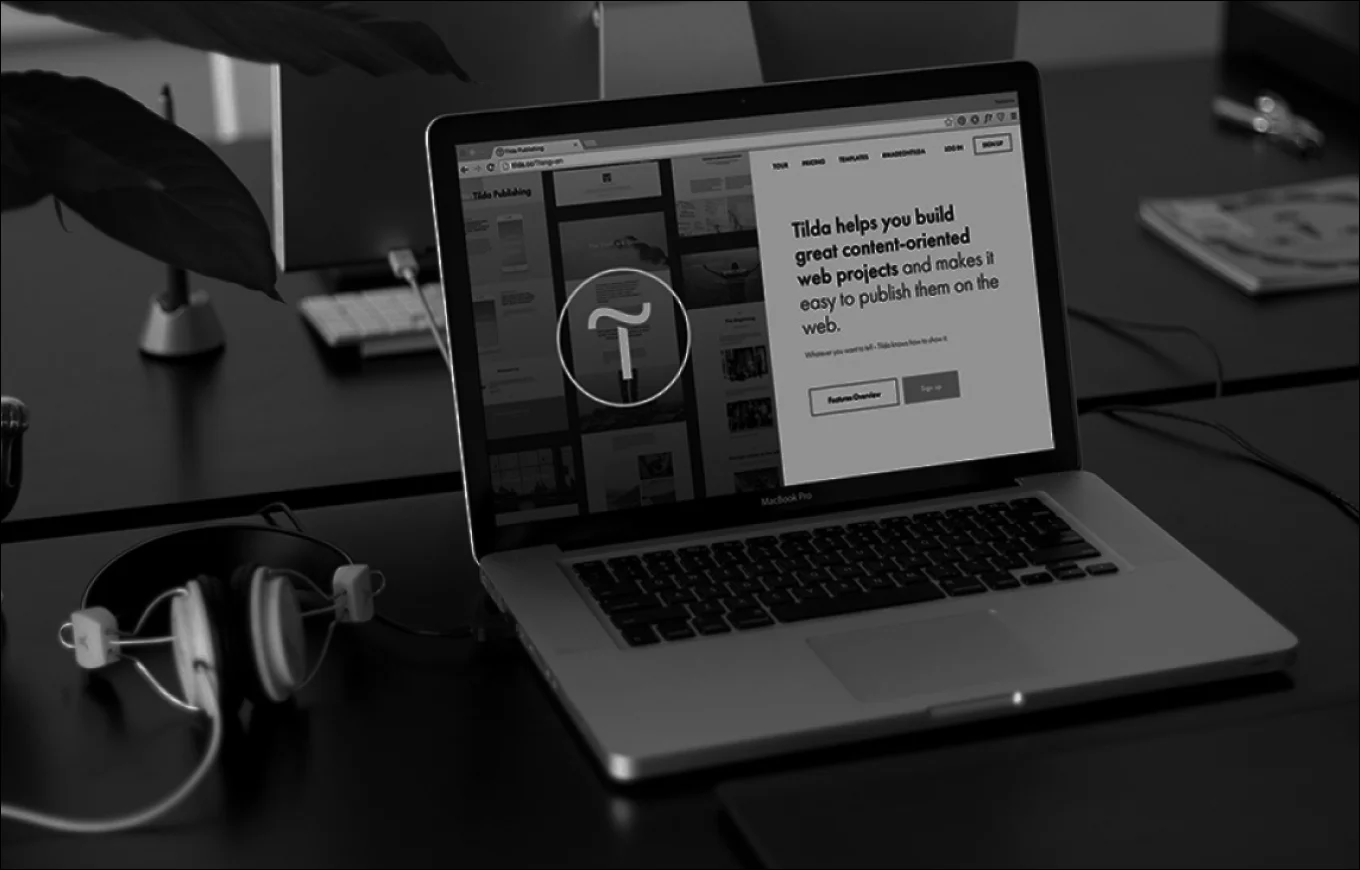 Tilda Publishing
tilda.cc/?lang=en
TOUR PRICING TEMPLATES LOG IN SIGN UP
Tilda Publishing
Tilda helps you build
great content-oriented
web projects and makes it
easy to publish them on the
web.
Whatever you want to tell - Tilda knows how to show it
Features Overview Sign up
MacBook Pro